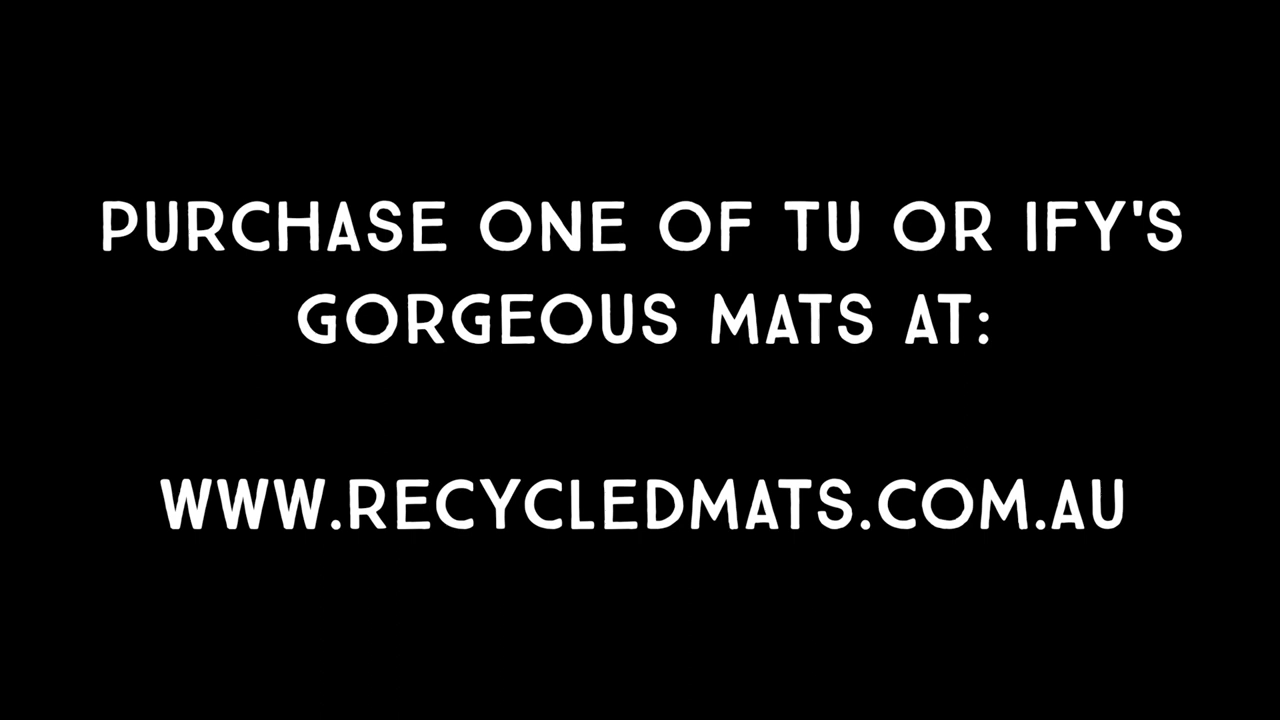 PURCHASE ONE OF TU OR IFY'S
GORGEOUS MATS AT:
WWW.RECYCLEDMATS.COM.AU